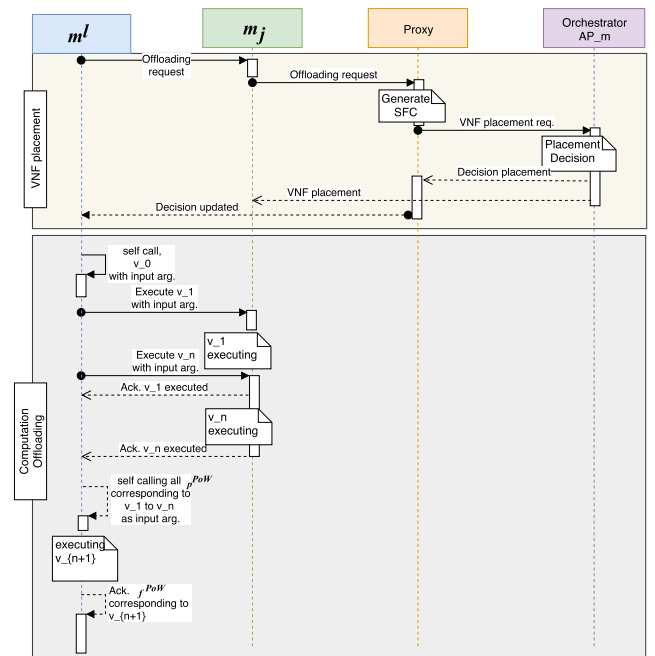 m^l
m_j
Proxy
Orchestrator
AP_m
VNF placement
Offloading
request
Offloading request
Generate
SFC
VNF placement req.
Placement
Decision
Decision placement
VNF placement
Decision updated
Computation
Offloading
self call,
v_0
with input arg.
Execute v_1
with input arg.
v_1
executing
Execute v_n
with input arg.
Ack. v_1 executed
v_n
executing
Ack. v_n executed
self calling all p^PoW
corresponding to
v_1 to v_n
as input arg.
executing
v_{n+1}
Ack. f^PoW
corresponding to
v_{n+1}